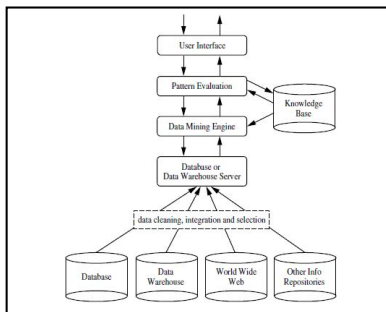 User Interface
Pattern Evaluation
Knowledge
Base
Data Mining Engine
Database or
Data Warehouse Server
data cleaning, integration and selection
Database
Data
Warehouse
World Wide
Web
Other Info
Repositories